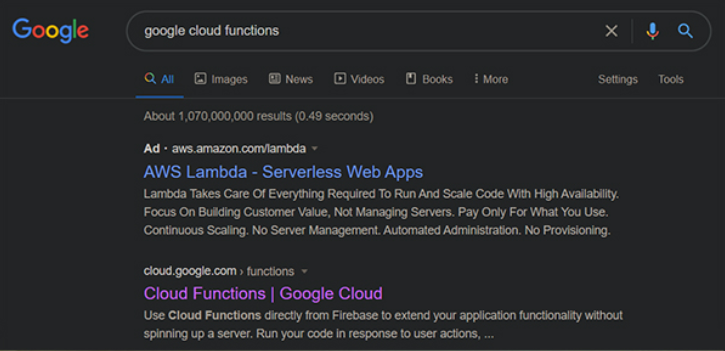 Google
google cloud functions
All Images News Videos Books More Settings Tools
About 1,070,000,000 results (0.49 seconds)
Ad · aws.amazon.com/lambda
AWS Lambda - Serverless Web Apps
Lambda Takes Care Of Everything Required To Run And Scale Code With High Availability.
Focus On Building Customer Value, Not Managing Servers. Pay Only For What You Use.
Continuous Scaling. No Server Management. Automated Administration. No Provisioning.
cloud.google.com › functions
Cloud Functions | Google Cloud
Use Cloud Functions directly from Firebase to extend your application functionality without
spinning up a server. Run your code in response to user actions, ...